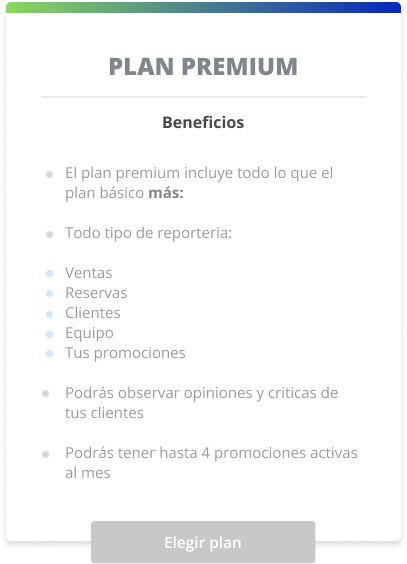 PLAN PREMIUM
Beneficios
El plan premium incluye todo lo que el
plan básico más:
Todo tipo de reporteria:
Ventas
Reservas
Clientes
Equipo
Tus promociones
Podrás observar opiniones y criticas de
tus clientes
Podrás tener hasta 4 promociones activas
al mes
Elegir plan